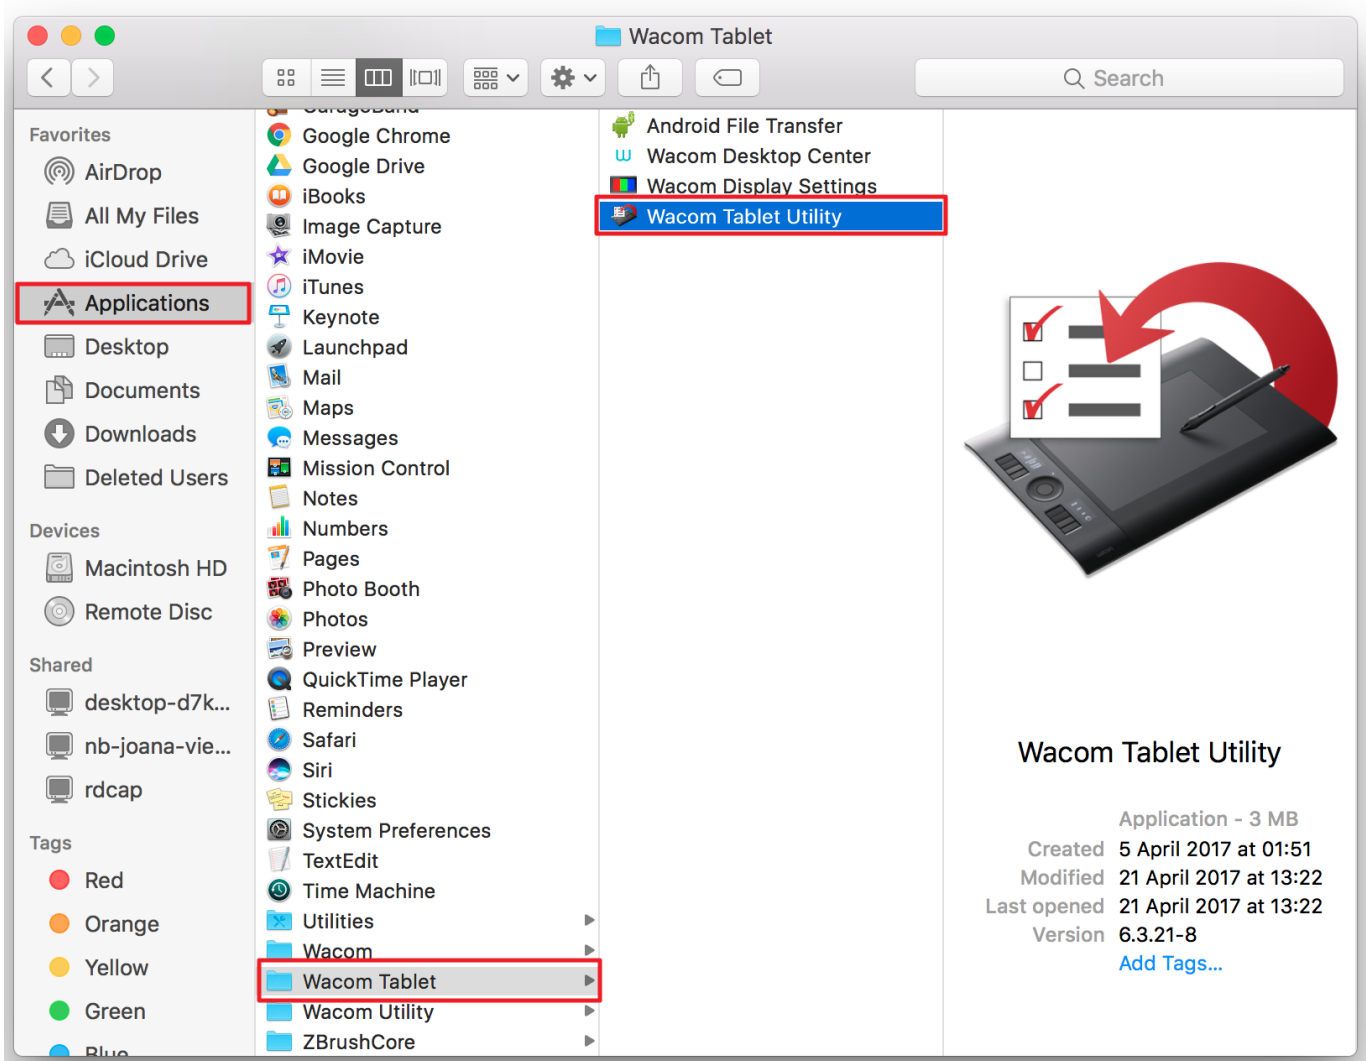 Wacom Tablet
Search
Favorites
AirDrop
All My Files
iCloud Drive
Applications
Desktop
Documents
Downloads
Deleted Users
Devices
Macintosh HD
Remote Disc
Shared
desktop-d7k...
nb-joana-vie...
rdcap
Tags
Red
Orange
Yellow
Green
Blue
GarageBand
Google Chrome
Google Drive
iBooks
Image Capture
iMovie
iTunes
Keynote
Launchpad
Mail
Maps
Messages
Mission Control
Notes
Numbers
Pages
Photo Booth
Photos
Preview
QuickTime Player
Reminders
Safari
Siri
Stickies
System Preferences
TextEdit
Time Machine
Utilities
Wacom
Wacom Tablet
Wacom Utility
ZBrushCore
Android File Transfer
Wacom Desktop Center
Wacom Display Settings
Wacom Tablet Utility
Wacom Tablet Utility
Application - 3 MB
Created 5 April 2017 at 01:51
Modified 21 April 2017 at 13:22
Last opened 21 April 2017 at 13:22
Version 6.3.21-8
Add Tags...